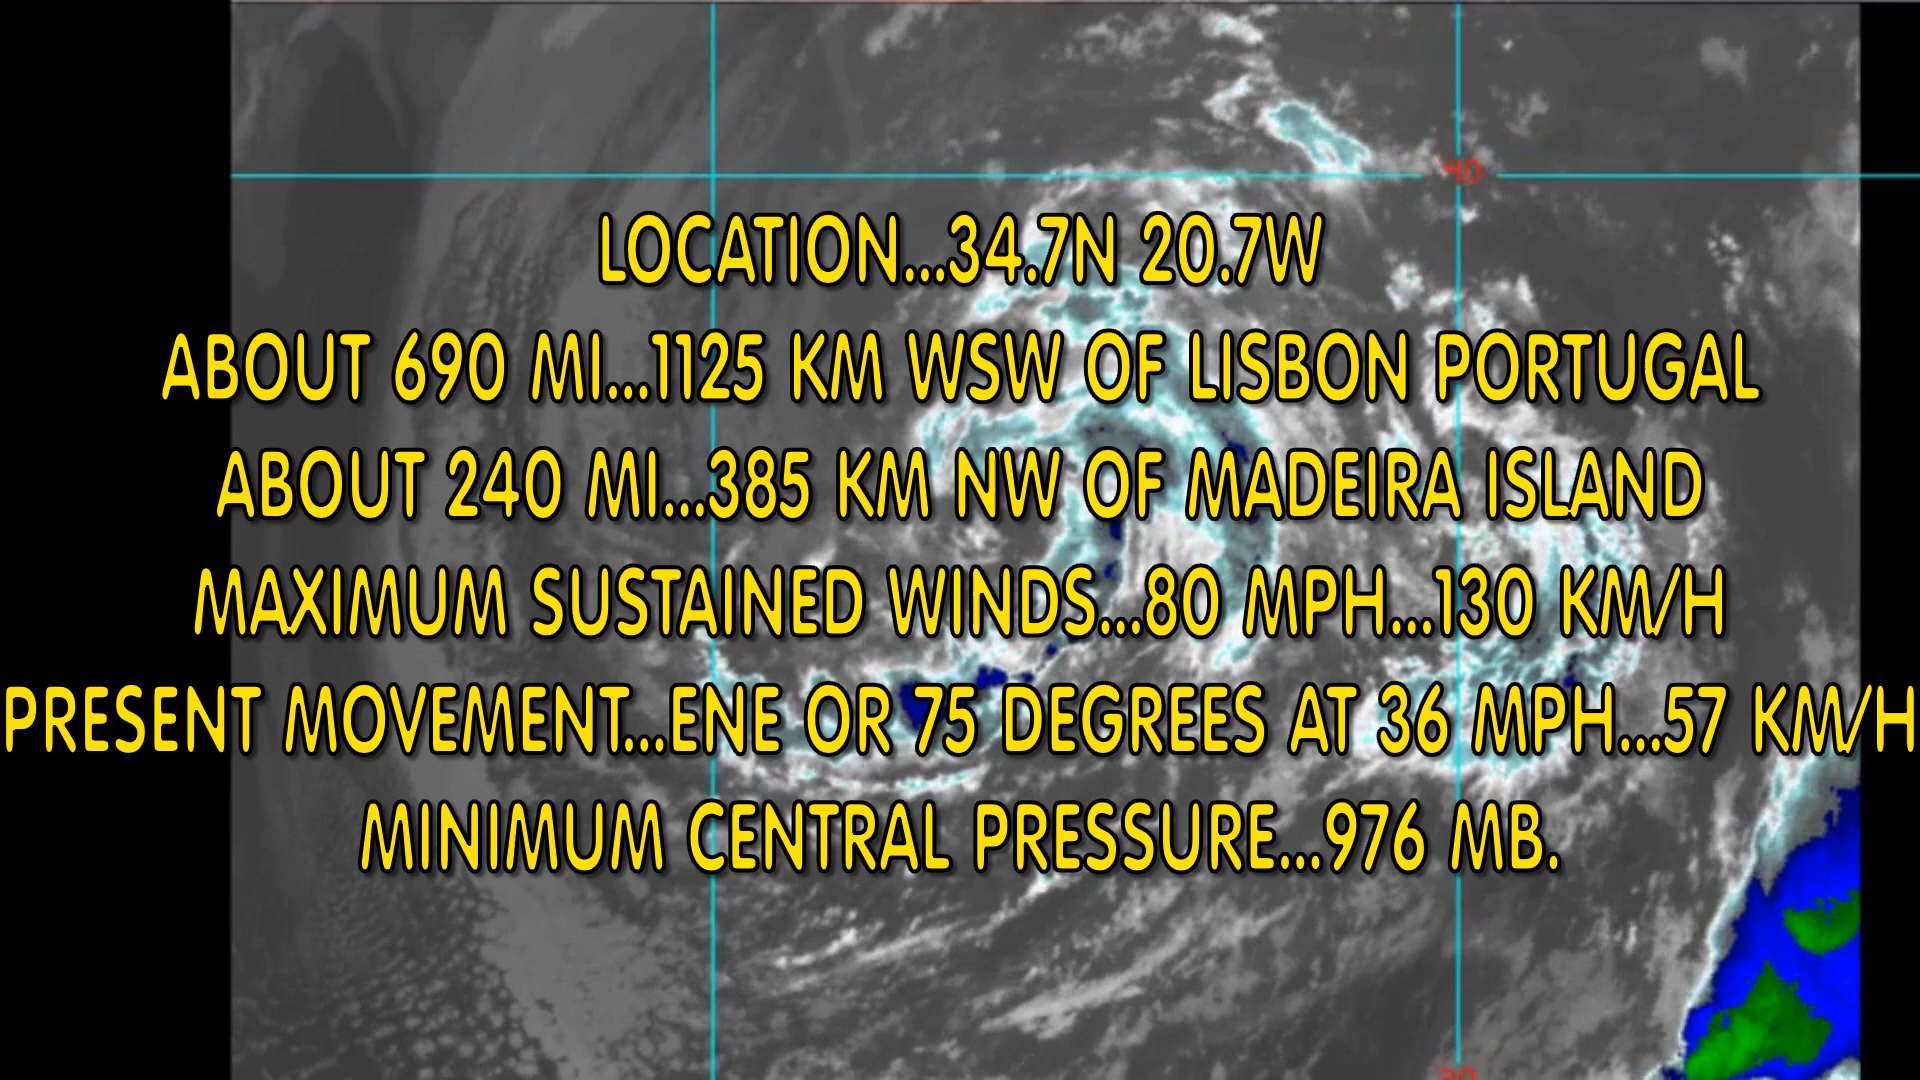 40
LOCATION...34.7N 20.7W
ABOUT 690 MI...1125 KM WSW OF LISBON PORTUGAL
ABOUT 240 MI...385 KM NW OF MADEIRA ISLAND
MAXIMUM SUSTAINED WINDS...80 MPH...130 KM/H
PRESENT MOVEMENT...ENE OR 75 DEGREES AT 36 MPH...57 KM/H
MINIMUM CENTRAL PRESSURE...976 MB.